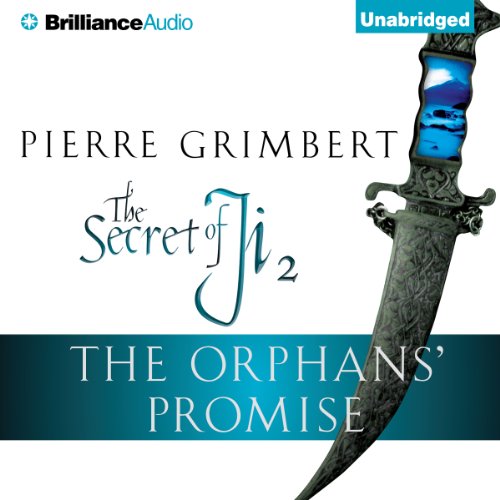 BrillianceAudio
Unabridged
PIERRE GRIMBERT
The
Secret of Ji 2
THE ORPHANS’
PROMISE